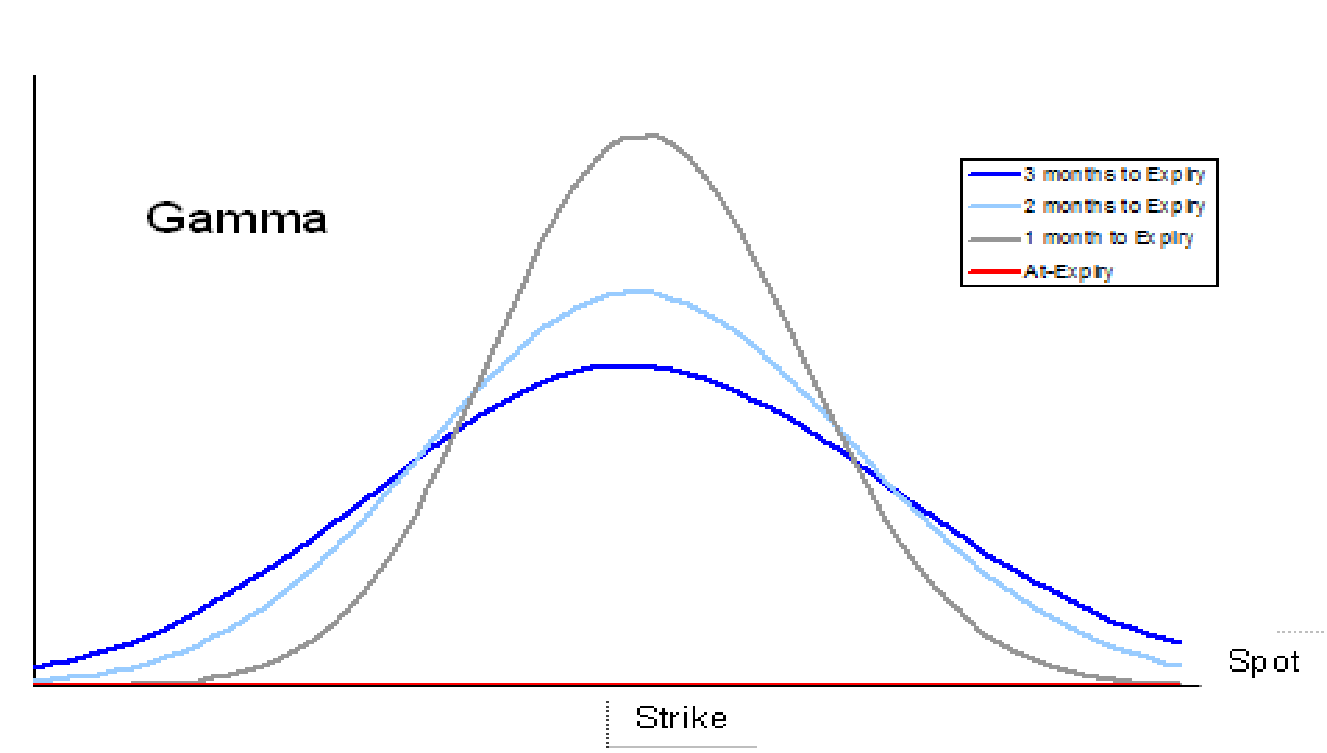 Gamma
3 months to Expiry
2 months to Expiry
1 month to Expiry
At-Expiry
Spot
Strike